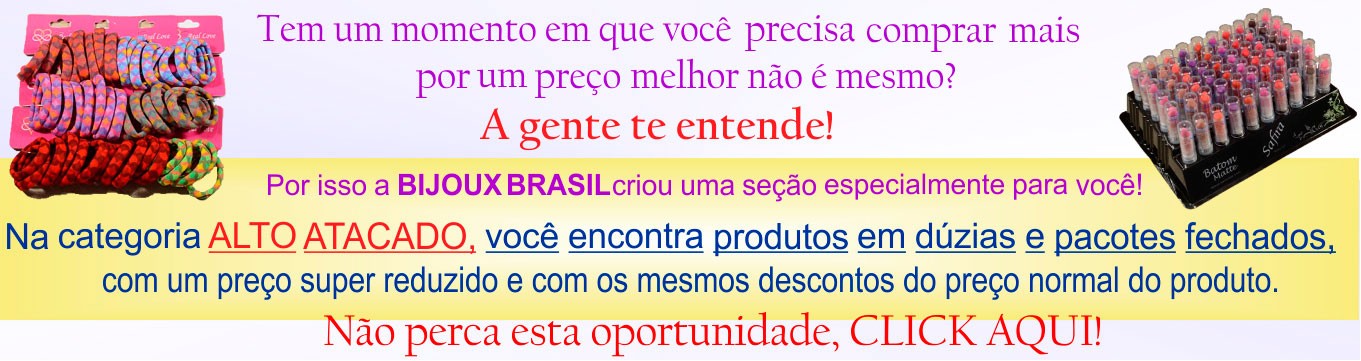 Tem um momento em que você precisa comprar mais
por um preço melhor não é mesmo?
A gente te entende!
Por isso a BIJOUX BRASIL criou uma seção especialmente para você!
Na categoria ALTO ATACADO, você encontra produtos em dúzias e pacotes fechados,
com um preço super reduzido e com os mesmos descontos do preço normal do produto.
Não perca esta oportunidade, CLICK AQUI!
Real Love
Batom
Matte
Safira